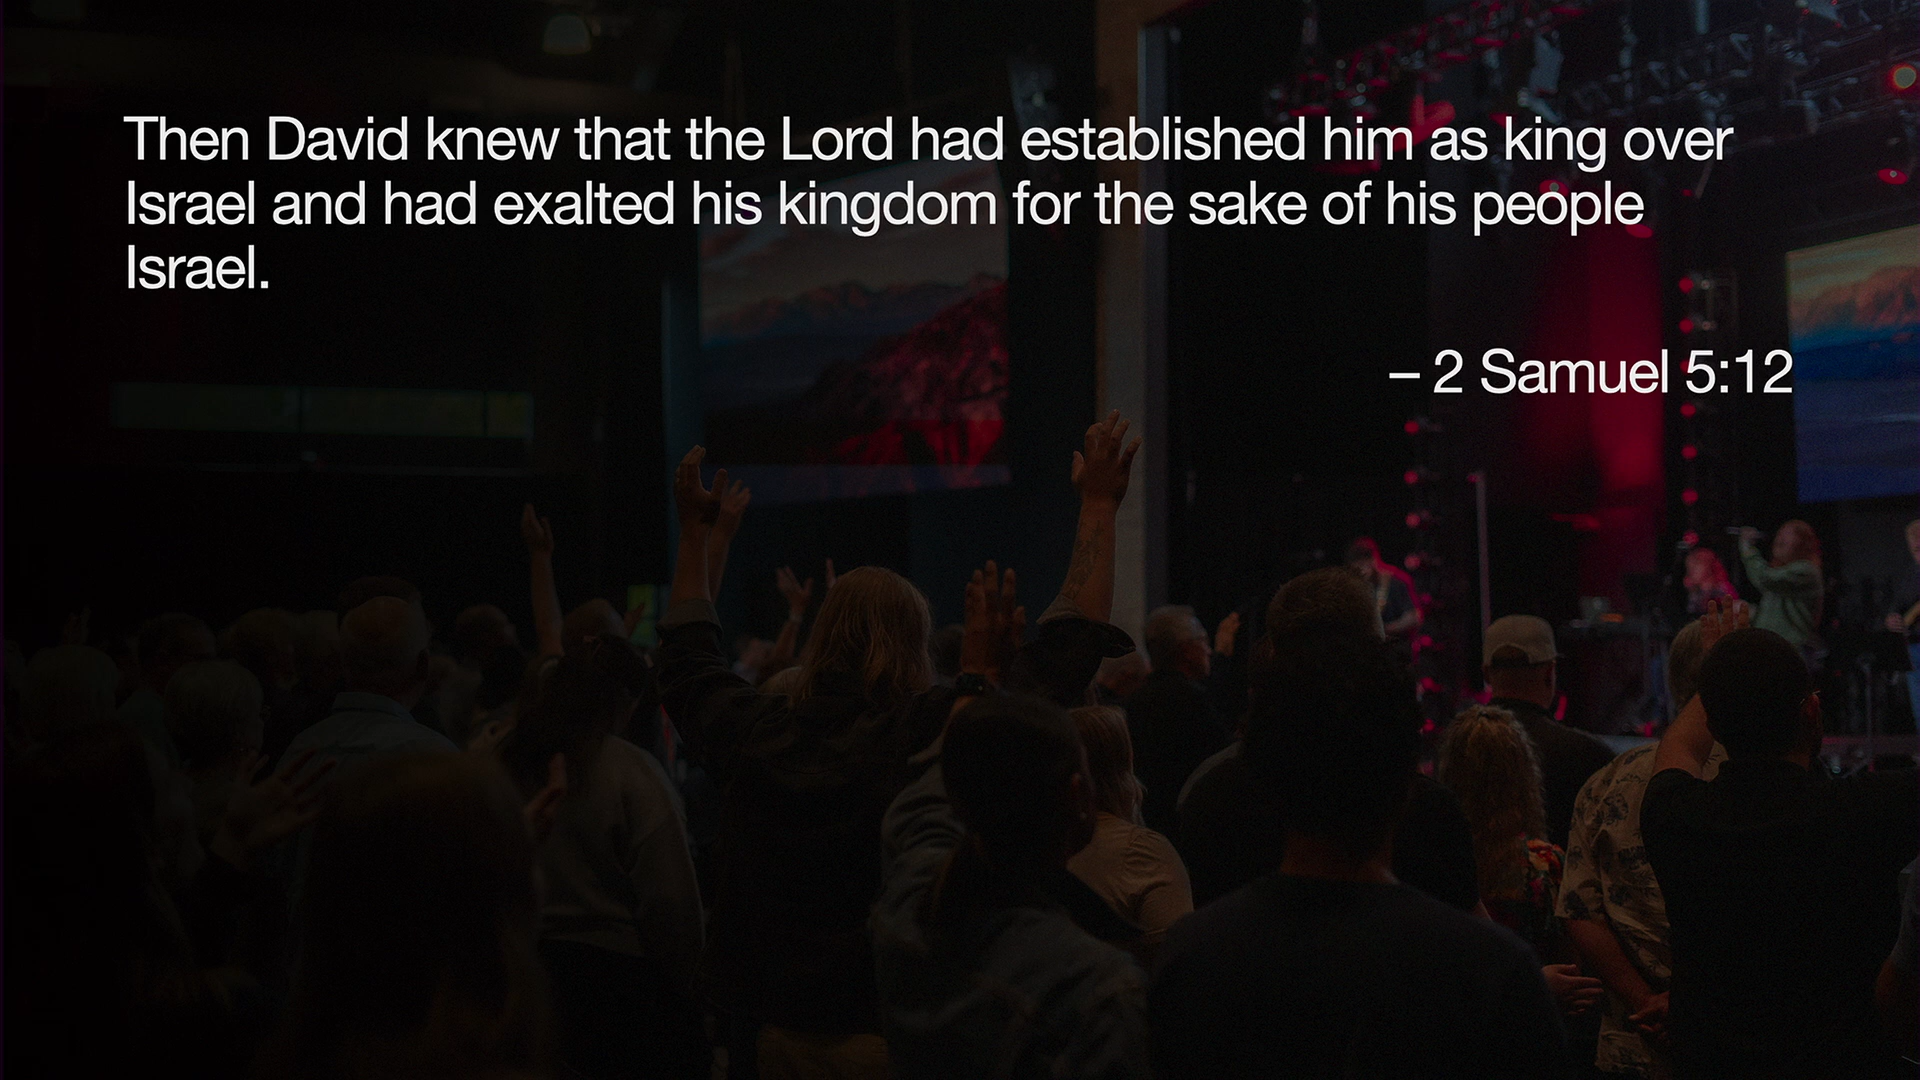 Then David knew that the Lord had established him as king over
Israel and had exalted his kingdom for the sake of his people
Israel.
– 2 Samuel 5:12